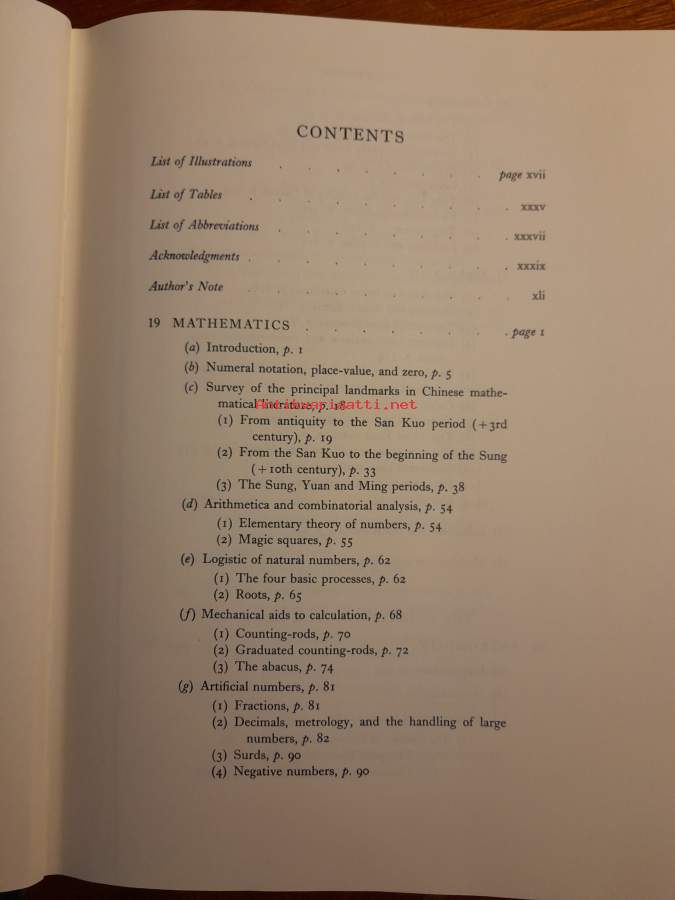 CONTENTS
List of Illustrations . . . . . . . page xvii
List of Tables . . . . . . . . . xxxv
List of Abbreviations . . . . . . . . xxxvii
Acknowledgments . . . . . . . . . xxxix
Author's Note . . . . . . . . xli
19 MATHEMATICS . . . . . . . . page 1
(a) Introduction, p. 1
(b) Numeral notation, place-value, and zero, p. 5
(c) Survey of the principal landmarks in Chinese mathe-
matical literature, p. 18
Antikvariaatti.net
(1) From antiquity to the San Kuo period (+3rd
century), p. 19
(2) From the San Kuo to the beginning of the Sung
(+10th century), p. 33
(3) The Sung, Yuan and Ming periods, p. 38
(d) Arithmetica and combinatorial analysis, p. 54
(1) Elementary theory of numbers, p. 54
(2) Magic squares, p. 55
(e) Logistic of natural numbers, p. 62
(1) The four basic processes, p. 62
(2) Roots, p. 65
(f) Mechanical aids to calculation, p. 68
(1) Counting-rods, p. 70
(2) Graduated counting-rods, p. 72
(3) The abacus, p. 74
(g) Artificial numbers, p. 81
(1) Fractions, p. 81
(2) Decimals, metrology, and the handling of large
numbers, p. 82
(3) Surds, p. 90
(4) Negative numbers, p. 90